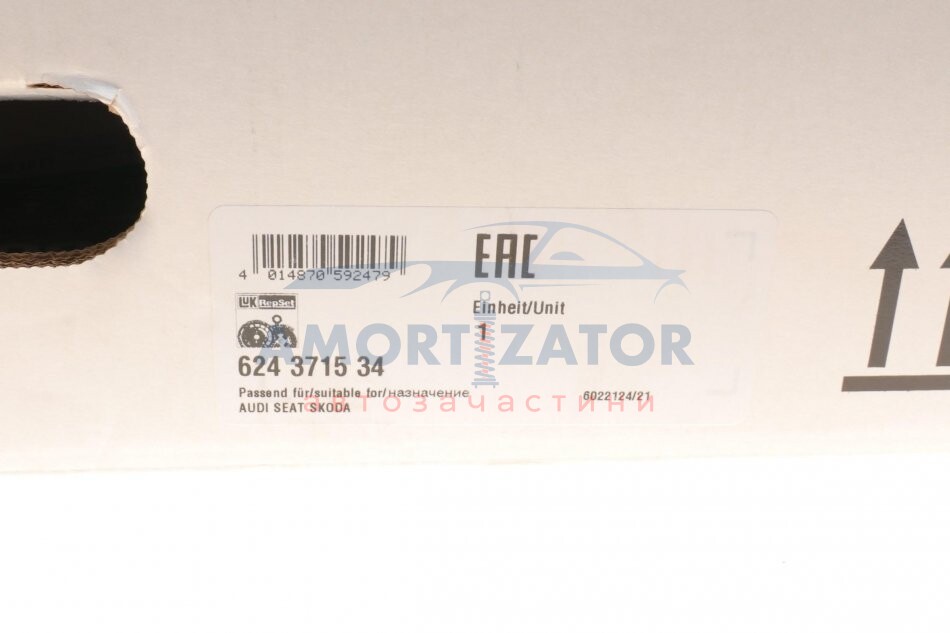 EAC
4 014870 592479
Einheit/Unit
LUK RepSet
1
AMORTIZATOR
624 3715 34
Passend für/suitable for/назначение
6022124/21
AUDI SEAT SKODA
автозапчастини